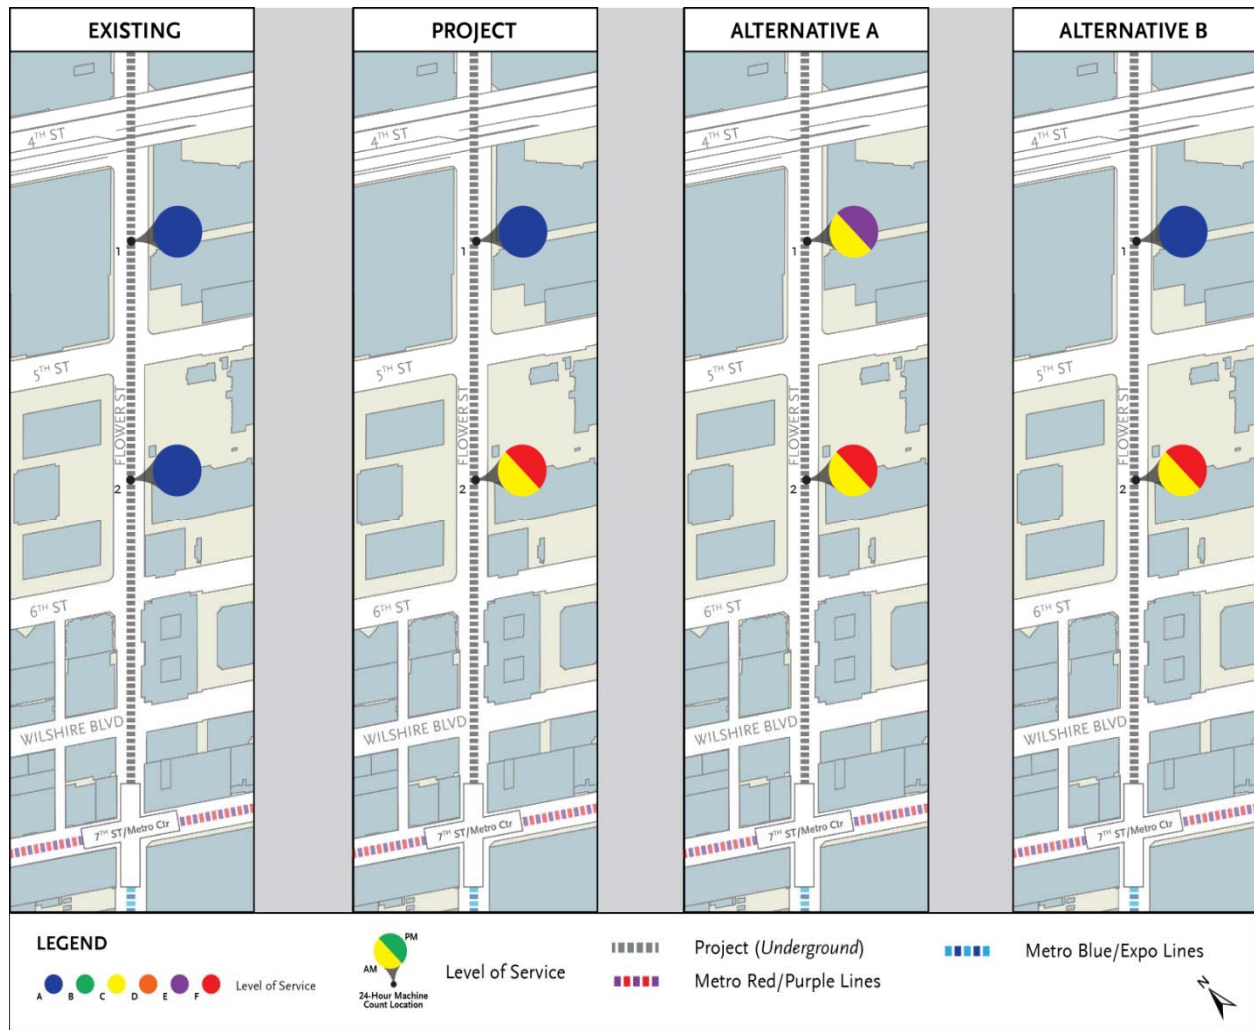 EXISTING
PROJECT
ALTERNATIVE A
ALTERNATIVE B
4TH ST
1
5TH ST
FLOWER ST
2
6TH ST
WILSHIRE BLVD
7TH ST/Metro Ctr
4TH ST
1
5TH ST
FLOWER ST
2
6TH ST
WILSHIRE BLVD
7TH ST/Metro Ctr
4TH ST
1
5TH ST
FLOWER ST
2
6TH ST
WILSHIRE BLVD
7TH ST/Metro Ctr
4TH ST
1
5TH ST
FLOWER ST
2
6TH ST
WILSHIRE BLVD
7TH ST/Metro Ctr
LEGEND
A B C D E F Level of Service
PM
AM
24-Hour Machine
Count Location
Level of Service
Project (Underground)
Metro Red/Purple Lines
Metro Blue/Expo Lines
N